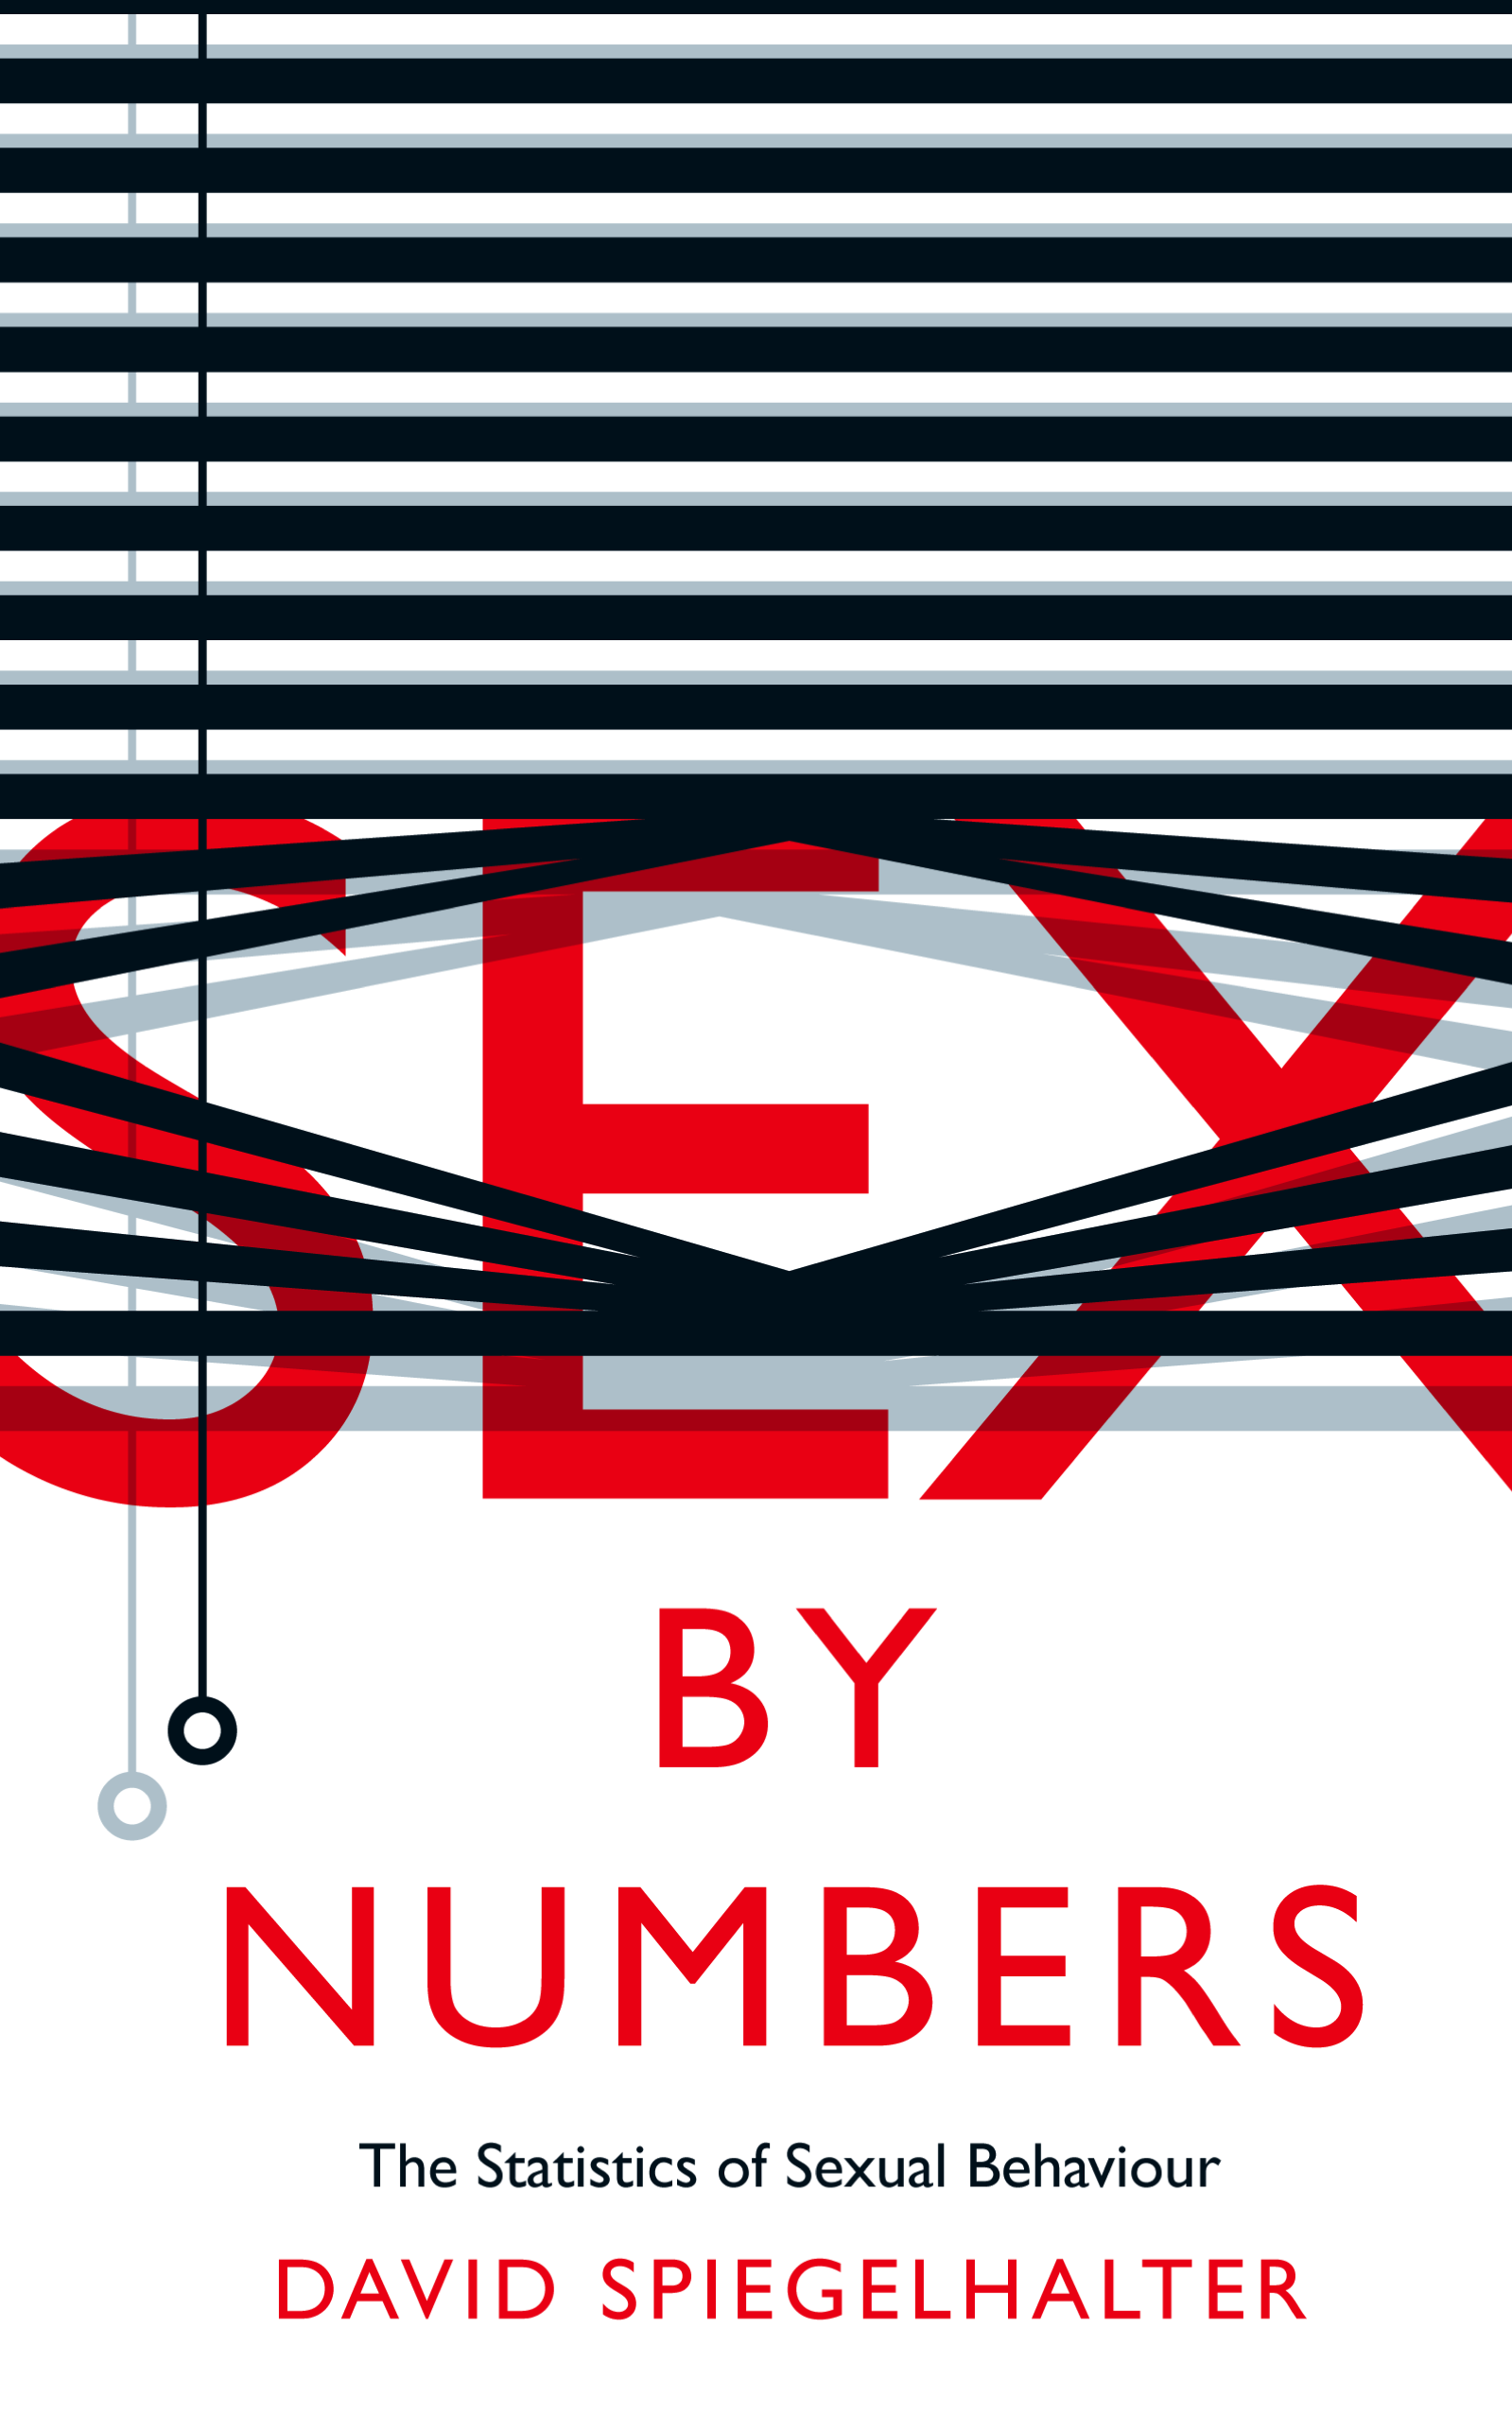 SEX
BY
NUMBERS
The Statistics of Sexual Behaviour
DAVID SPIEGELHALTER